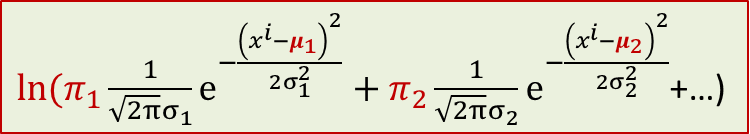 ln(π₁ 1/(√2π σ₁) e^(−(xⁱ−μ₁)²/(2σ₁²)) + π₂ 1/(√2π σ₂) e^(−(xⁱ−μ₂)²/(2σ₂²)) +...)